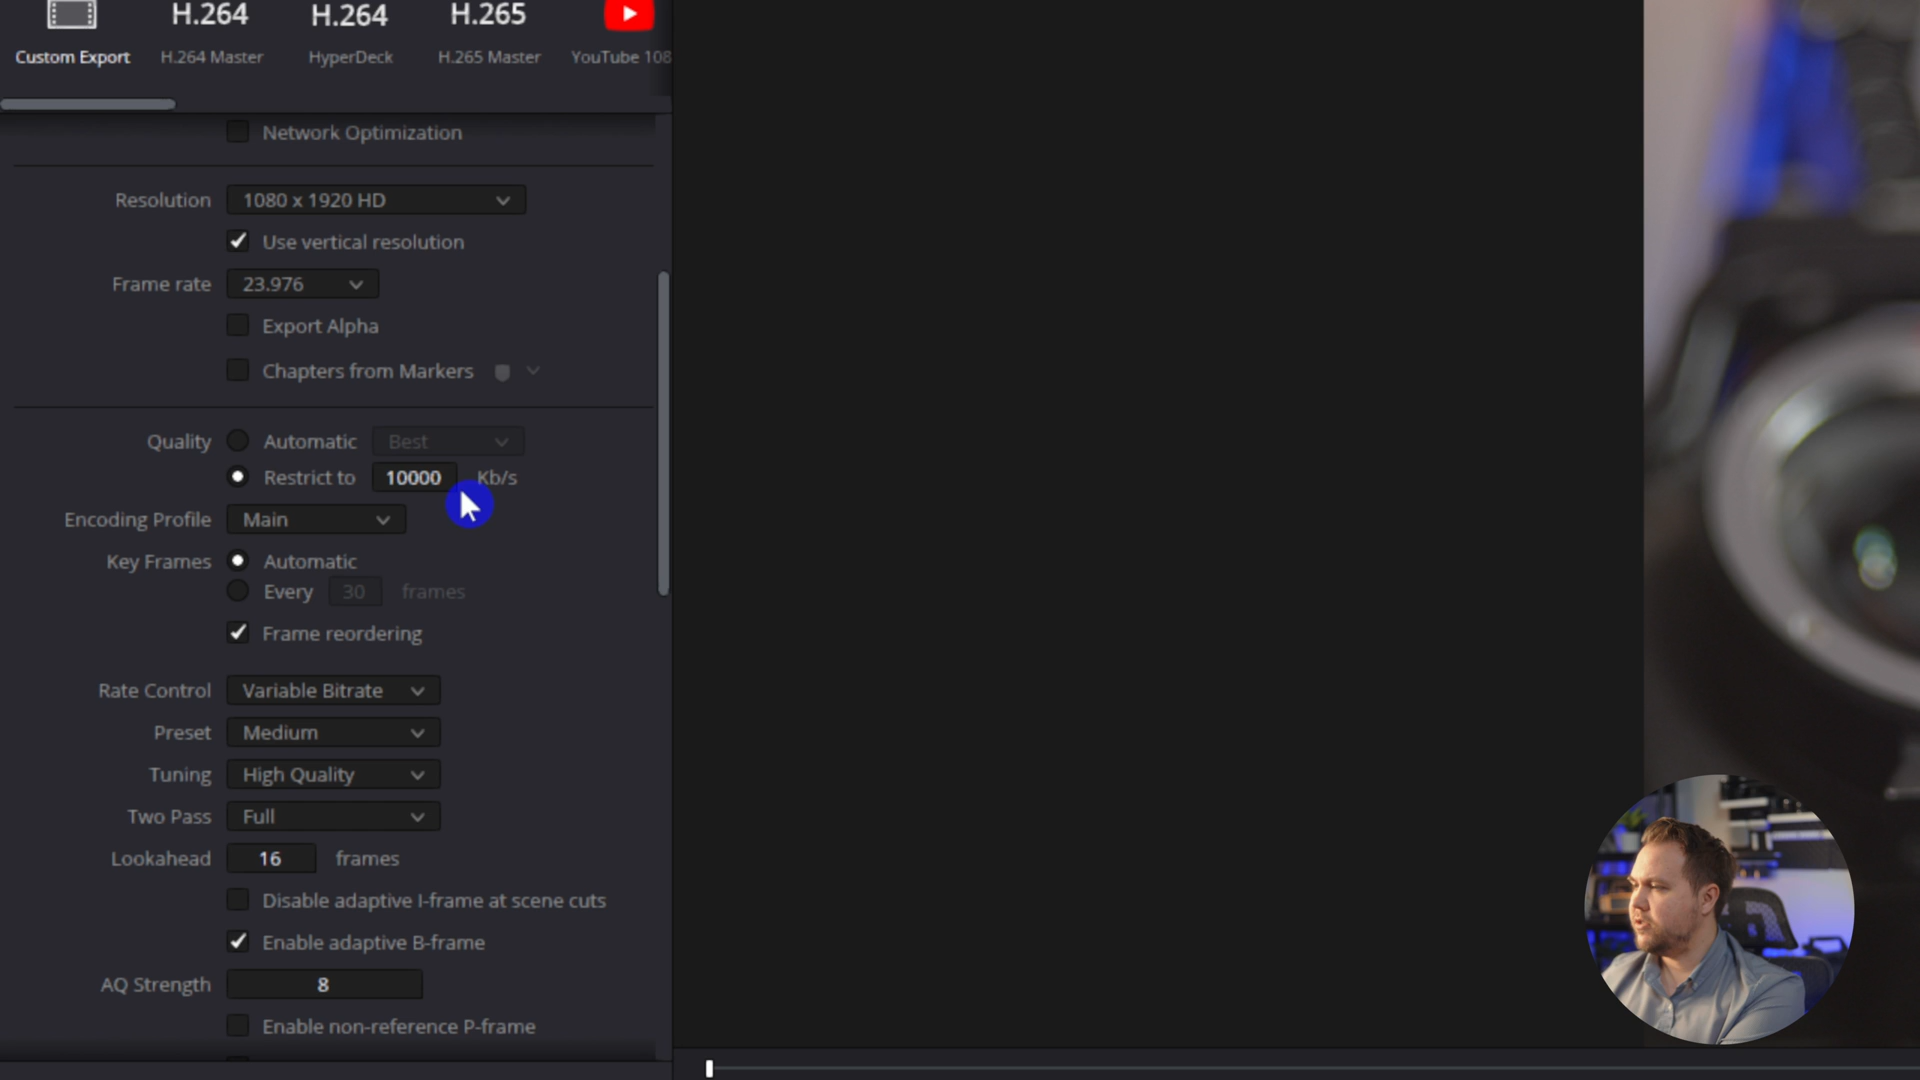 H.264 H.264 H.265
Custom Export H.264 Master HyperDeck H.265 Master YouTube 108
Network Optimization
Resolution 1080 x 1920 HD
Use vertical resolution
Frame rate 23.976
Export Alpha
Chapters from Markers
Quality Automatic Best
Restrict to 10000 Kb/s
Encoding Profile Main
Key Frames Automatic
Every 30 frames
Frame reordering
Rate Control Variable Bitrate
Preset Medium
Tuning High Quality
Two Pass Full
Lookahead 16 frames
Disable adaptive I-frame at scene cuts
Enable adaptive B-frame
AQ Strength 8
Enable non-reference P-frame